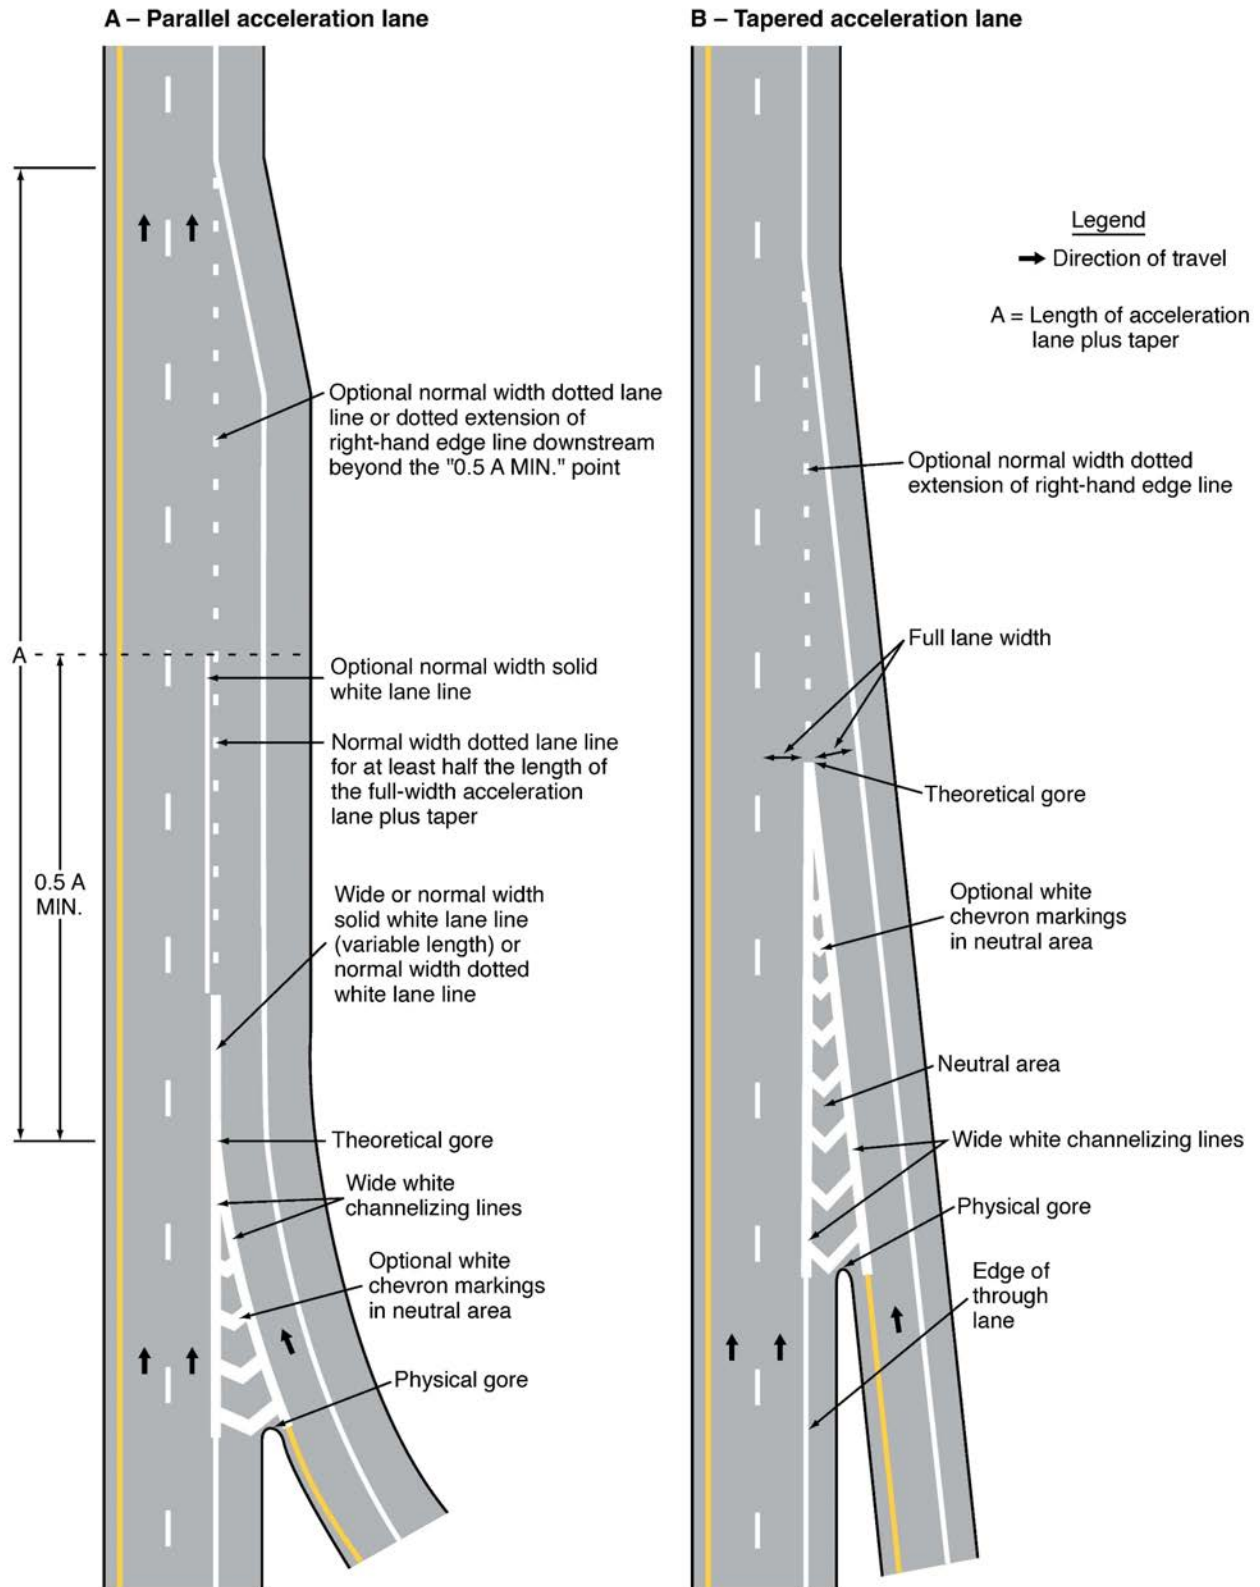 A – Parallel acceleration lane
Optional normal width dotted lane
line or dotted extension of
right-hand edge line downstream
beyond the "0.5 A MIN." point
A
Optional normal width solid
white lane line
Normal width dotted lane line
for at least half the length of
the full-width acceleration
lane plus taper
0.5 A
MIN.
Wide or normal width
solid white lane line
(variable length) or
normal width dotted
white lane line
Theoretical gore
Wide white
channelizing lines
Optional white
chevron markings
in neutral area
Physical gore
B – Tapered acceleration lane
Legend
Direction of travel
A = Length of acceleration
lane plus taper
Optional normal width dotted
extension of right-hand edge line
Full lane width
Theoretical gore
Optional white
chevron markings
in neutral area
Neutral area
Wide white channelizing lines
Physical gore
Edge of
through
lane